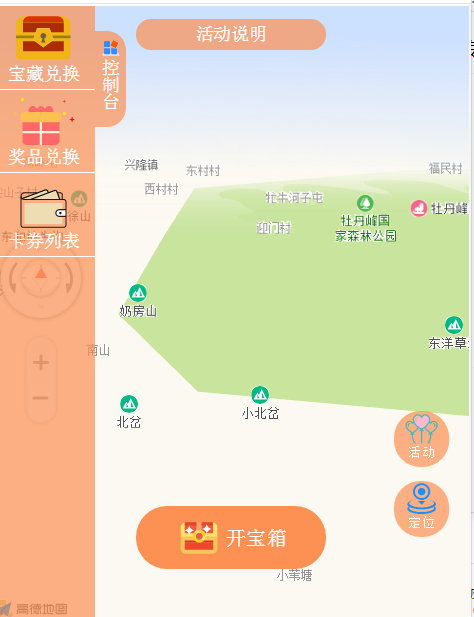 活动说明
宝藏兑换
控制台
奖品兑换
兴隆镇
东村村
福民村
西村村
牤牛河子屯
徐山
牡丹峰国
家森林公园
牡丹峰
迎门村
卡券列表
奶房山
东洋草
南山
小北岔
北岔
活动
定位
开宝箱
小苇塘
高德地图